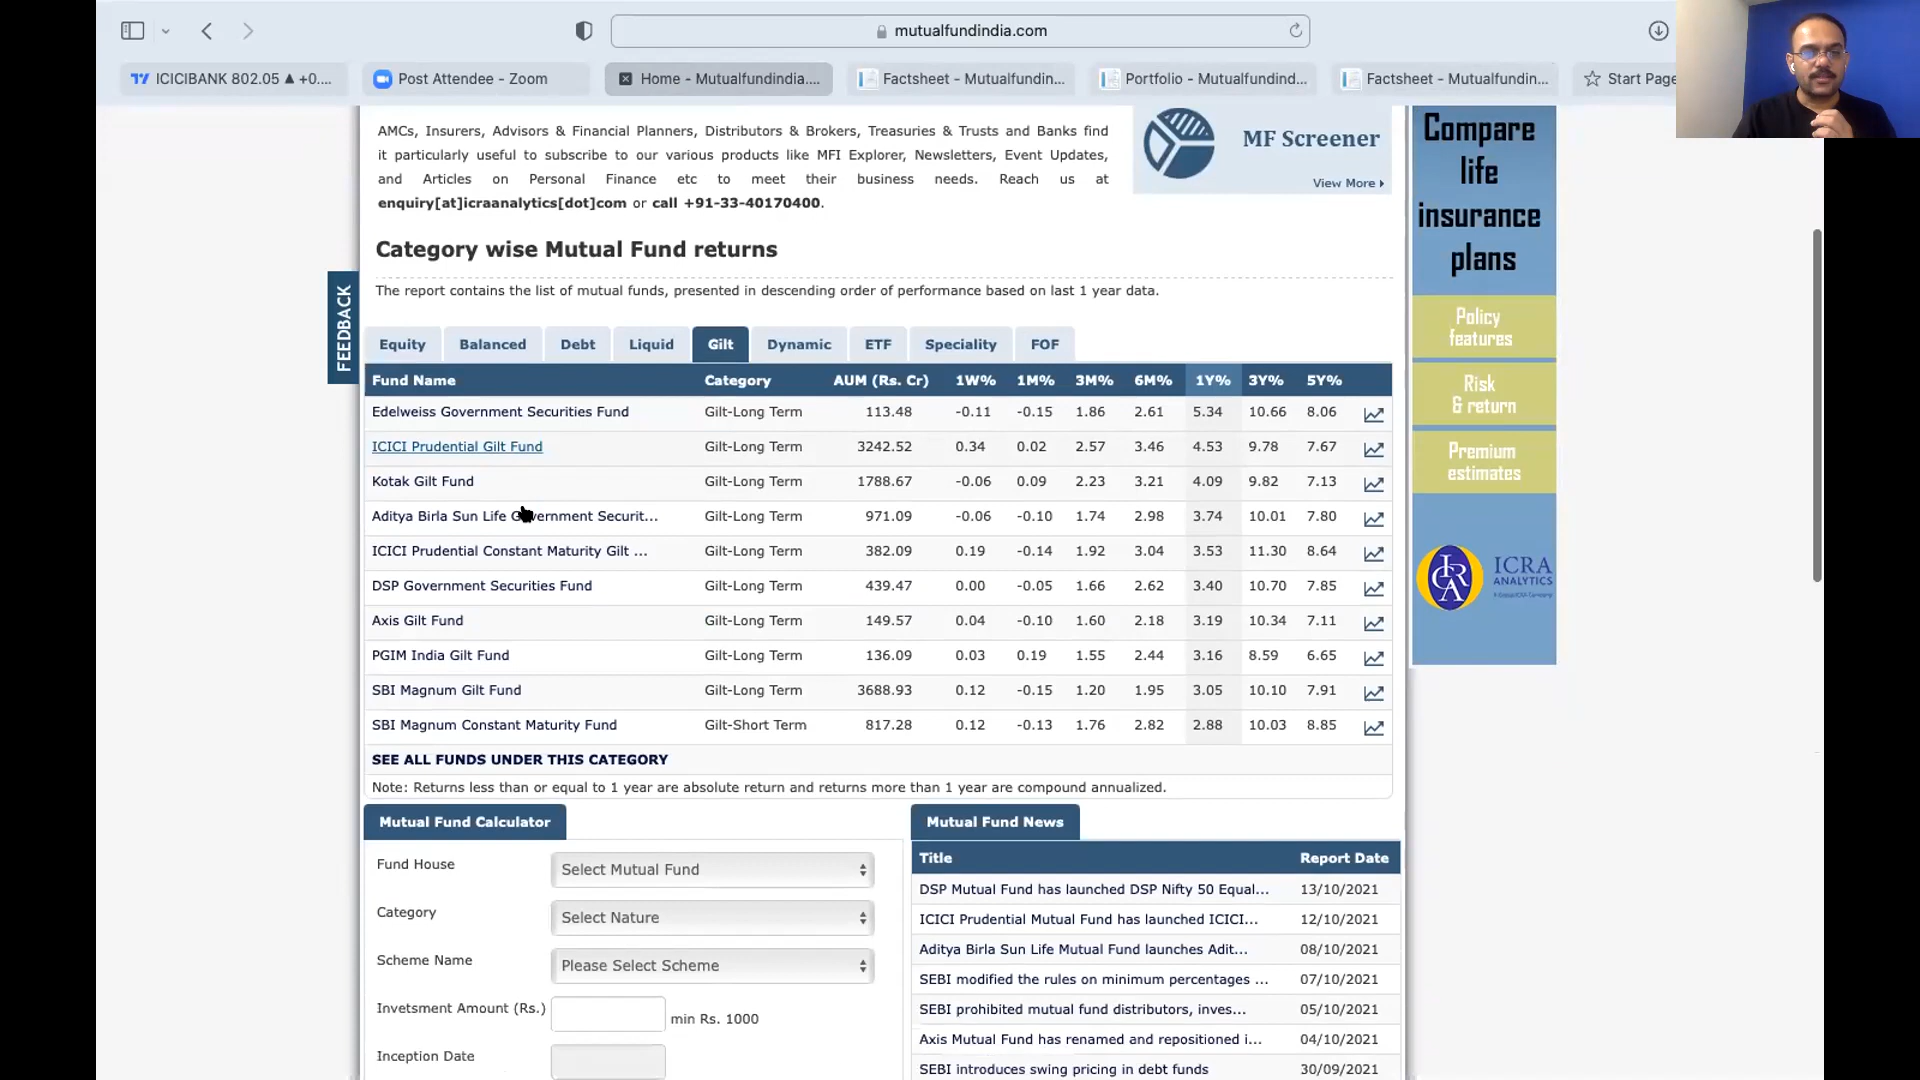 mutualfundindia.com
ICICIBANK 802.05 ▲ +0....
Post Attendee - Zoom
Home - Mutualfundindia....
Factsheet - Mutualfundin...
Portfolio - Mutualfundind...
Factsheet - Mutualfundin...
Start Page
AMCs, Insurers, Advisors & Financial Planners, Distributors & Brokers, Treasuries & Trusts and Banks find
it particularly useful to subscribe to our various products like MFI Explorer, Newsletters, Event Updates,
and Articles on Personal Finance etc to meet their business needs. Reach us at
enquiry[at]icraanalytics[dot]com or call +91-33-40170400.
MF Screener
View More
Compare
life
insurance
plans
Policy
features
Risk
& return
Premium
estimates
ICRA
ICRA
ANALYTICS
FEEDBACK
Category wise Mutual Fund returns
The report contains the list of mutual funds, presented in descending order of performance based on last 1 year data.
Equity Balanced Debt Liquid Gilt Dynamic ETF Speciality FOF
Fund Name Category AUM (Rs. Cr) 1W% 1M% 3M% 6M% 1Y% 3Y% 5Y%
Edelweiss Government Securities Fund Gilt-Long Term 113.48 -0.11 -0.15 1.86 2.61 5.34 10.66 8.06
ICICI Prudential Gilt Fund Gilt-Long Term 3242.52 0.34 0.02 2.57 3.46 4.53 9.78 7.67
Kotak Gilt Fund Gilt-Long Term 1788.67 -0.06 0.09 2.23 3.21 4.09 9.82 7.13
Aditya Birla Sun Life Government Securit... Gilt-Long Term 971.09 -0.06 -0.10 1.74 2.98 3.74 10.01 7.80
ICICI Prudential Constant Maturity Gilt ... Gilt-Long Term 382.09 0.19 -0.14 1.92 3.04 3.53 11.30 8.64
DSP Government Securities Fund Gilt-Long Term 439.47 0.00 -0.05 1.66 2.62 3.40 10.70 7.85
Axis Gilt Fund Gilt-Long Term 149.57 0.04 -0.10 1.60 2.18 3.19 10.34 7.11
PGIM India Gilt Fund Gilt-Long Term 136.09 0.03 0.19 1.55 2.44 3.16 8.59 6.65
SBI Magnum Gilt Fund Gilt-Long Term 3688.93 0.12 -0.15 1.20 1.95 3.05 10.10 7.91
SBI Magnum Constant Maturity Fund Gilt-Short Term 817.28 0.12 -0.13 1.76 2.82 2.88 10.03 8.85
SEE ALL FUNDS UNDER THIS CATEGORY
Note: Returns less than or equal to 1 year are absolute return and returns more than 1 year are compound annualized.
Mutual Fund Calculator
Fund House Select Mutual Fund
Category Select Nature
Scheme Name Please Select Scheme
Invetsment Amount (Rs.) min Rs. 1000
Inception Date
Mutual Fund News
Title Report Date
DSP Mutual Fund has launched DSP Nifty 50 Equal... 13/10/2021
ICICI Prudential Mutual Fund has launched ICICI... 12/10/2021
Aditya Birla Sun Life Mutual Fund launches Adit... 08/10/2021
SEBI modified the rules on minimum percentages ... 07/10/2021
SEBI prohibited mutual fund distributors, inves... 05/10/2021
Axis Mutual Fund has renamed and repositioned i... 04/10/2021
SEBI introduces swing pricing in debt funds 30/09/2021